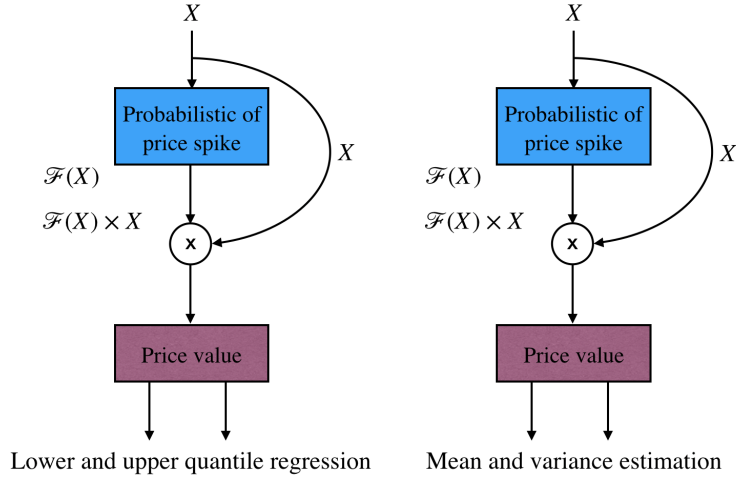 X
Probabilistic of
price spike
X
ℱ(X)
ℱ(X) × X
x
Price value
Lower and upper quantile regression
X
Probabilistic of
price spike
X
ℱ(X)
ℱ(X) × X
x
Price value
Mean and variance estimation